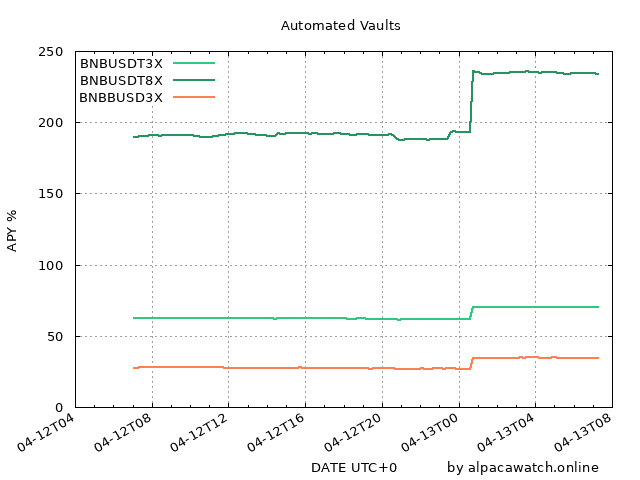 Automated Vaults
BNBUSDT3X
BNBUSDT8X
BNBBUSD3X
APY %
250
200
150
100
50
0
04-12T04
04-12T08
04-12T12
04-12T16
04-12T20
04-13T00
04-13T04
04-13T08
DATE UTC+0
by alpacawatch.online